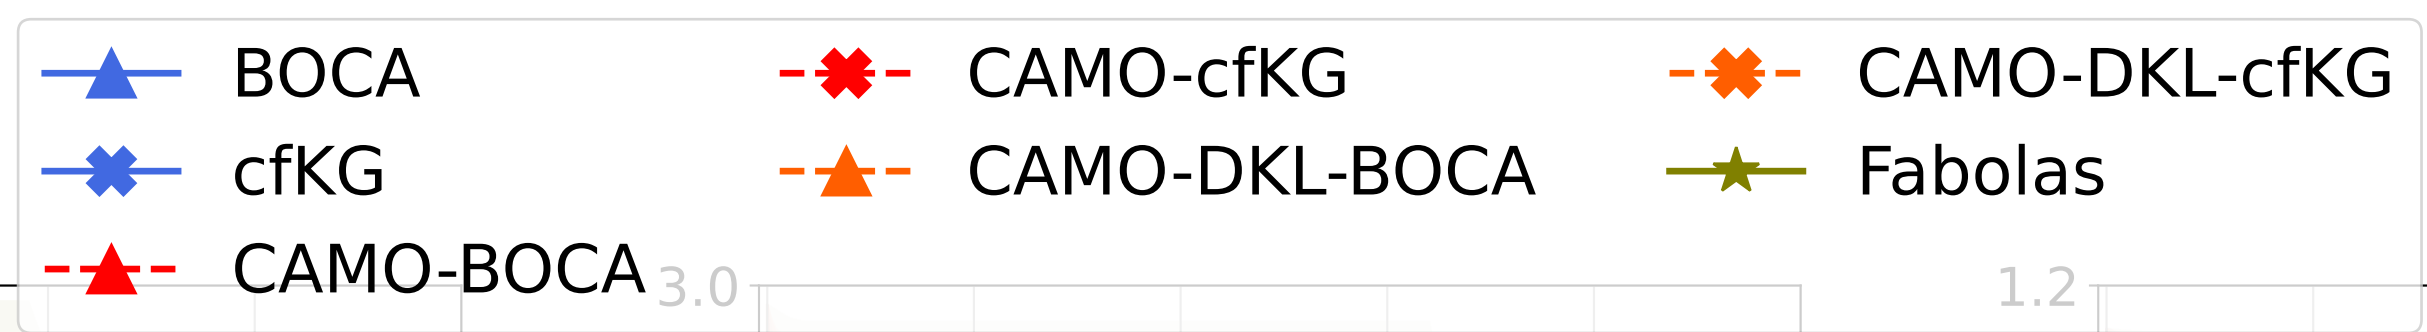 BOCA CAMO-cfKG CAMO-DKL-cfKG
cfKG CAMO-DKL-BOCA Fabolas
CAMO-BOCA 3.0 1.2